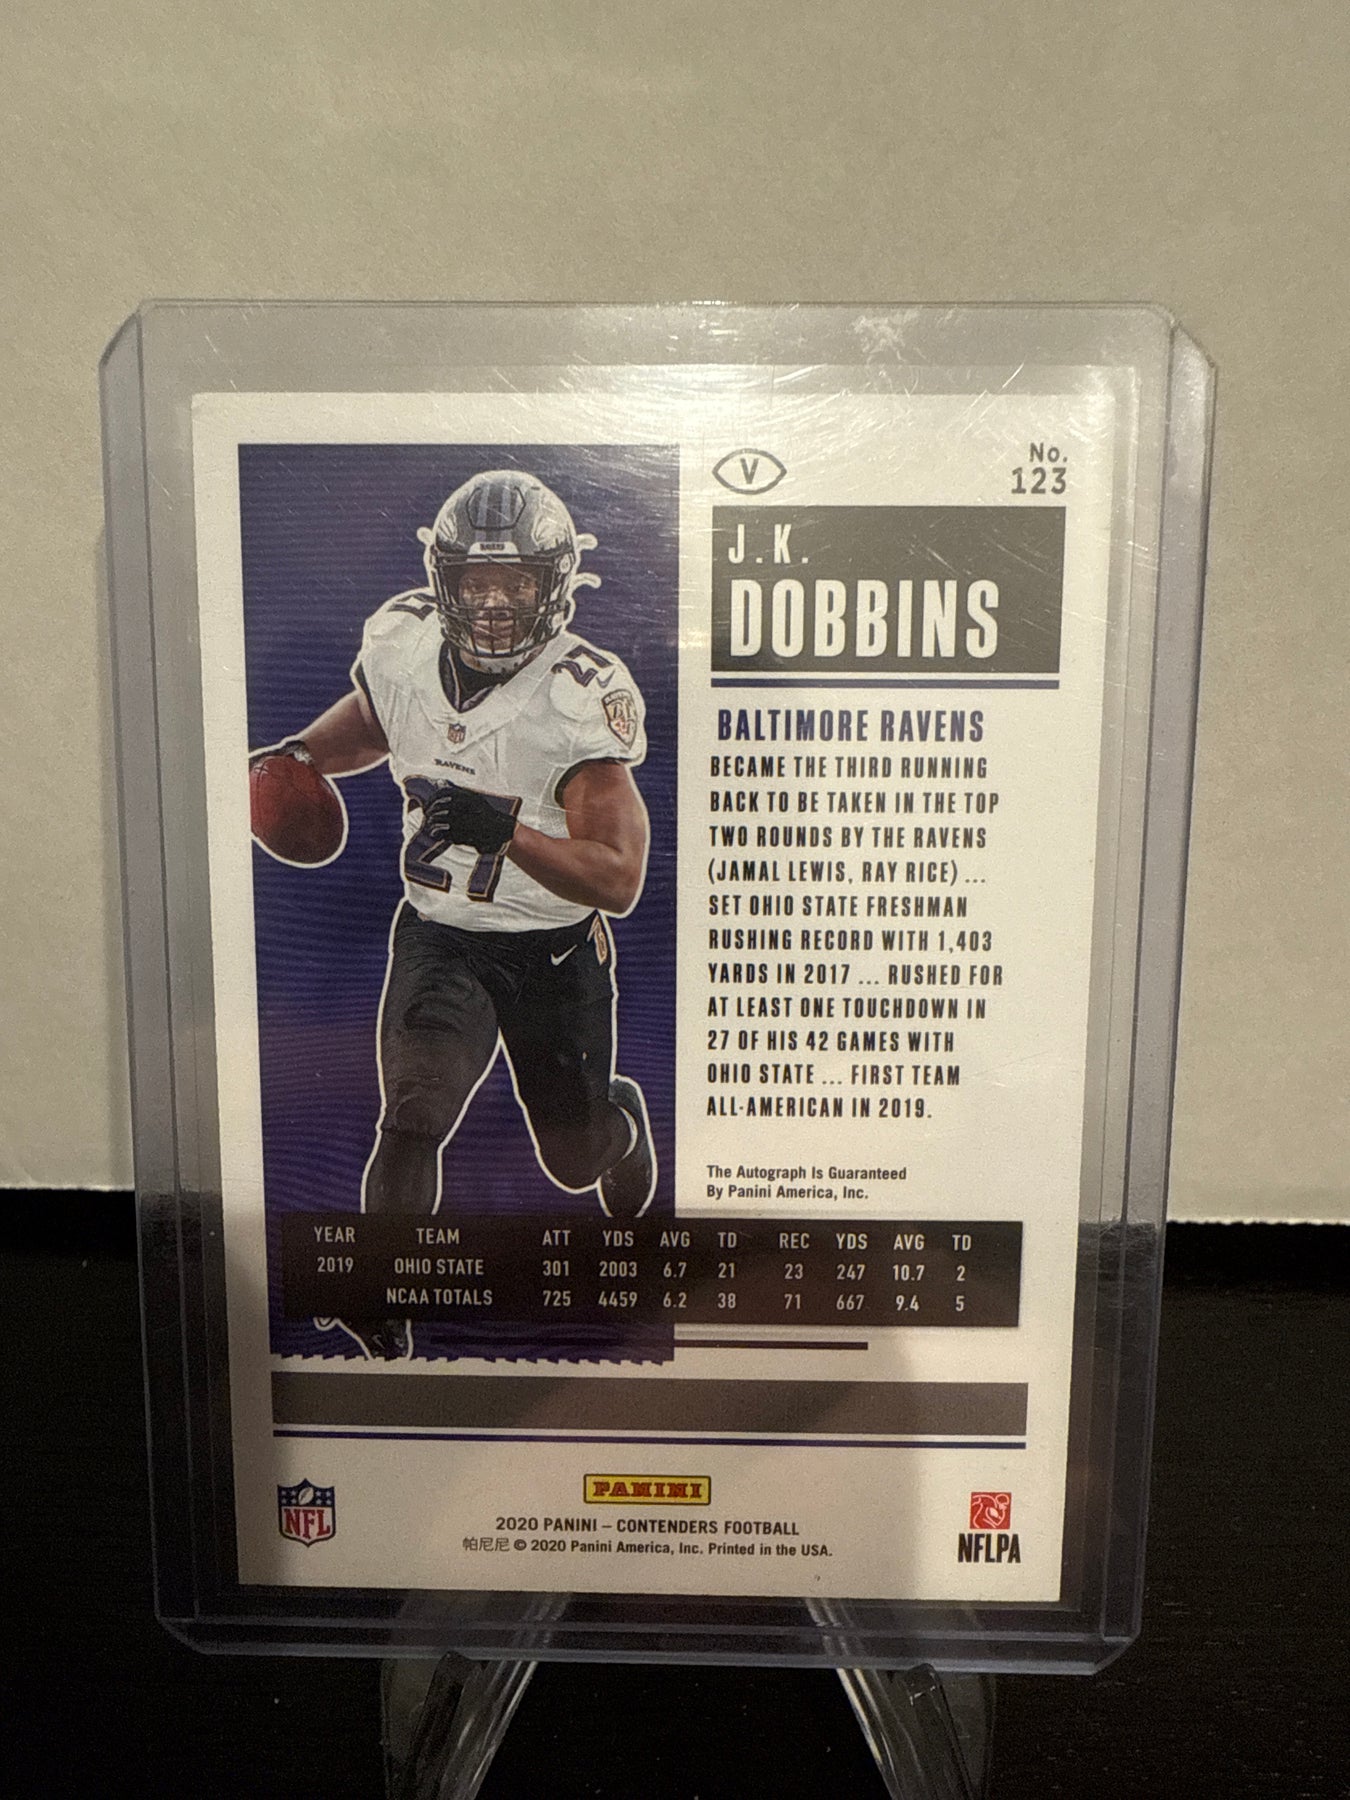 V
No.
123
J.K.
DOBBINS
BALTIMORE RAVENS
BECAME THE THIRD RUNNING
BACK TO BE TAKEN IN THE TOP
TWO ROUNDS BY THE RAVENS
(JAMAL LEWIS, RAY RICE) ...
SET OHIO STATE FRESHMAN
RUSHING RECORD WITH 1,403
YARDS IN 2017 ... RUSHED FOR
AT LEAST ONE TOUCHDOWN IN
27 OF HIS 42 GAMES WITH
OHIO STATE ... FIRST TEAM
ALL-AMERICAN IN 2019.
The Autograph Is Guaranteed
By Panini America, Inc.
27
27
RAVENS
27
YEAR TEAM ATT YDS AVG TD REC YDS AVG TD
2019 OHIO STATE 301 2003 6.7 21 23 247 10.7 2
NCAA TOTALS 725 4459 6.2 38 71 667 9.4 5
NFL
PANINI
2020 PANINI – CONTENDERS FOOTBALL
帕尼尼 © 2020 Panini America, Inc. Printed in the USA.
NFLPA